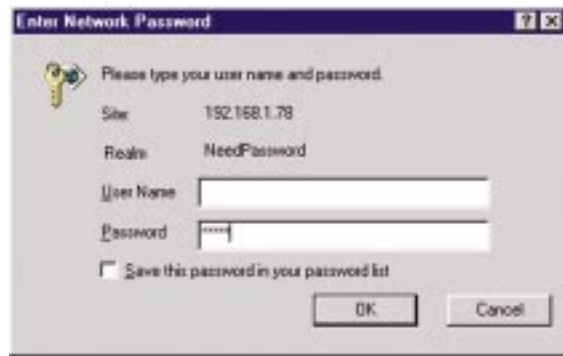 Enter Network Password
Please type your user name and password.
Site: 192.168.1.78
Realm NeedPassword
User Name
Password *****
Save this password in your password list
OK Cancel